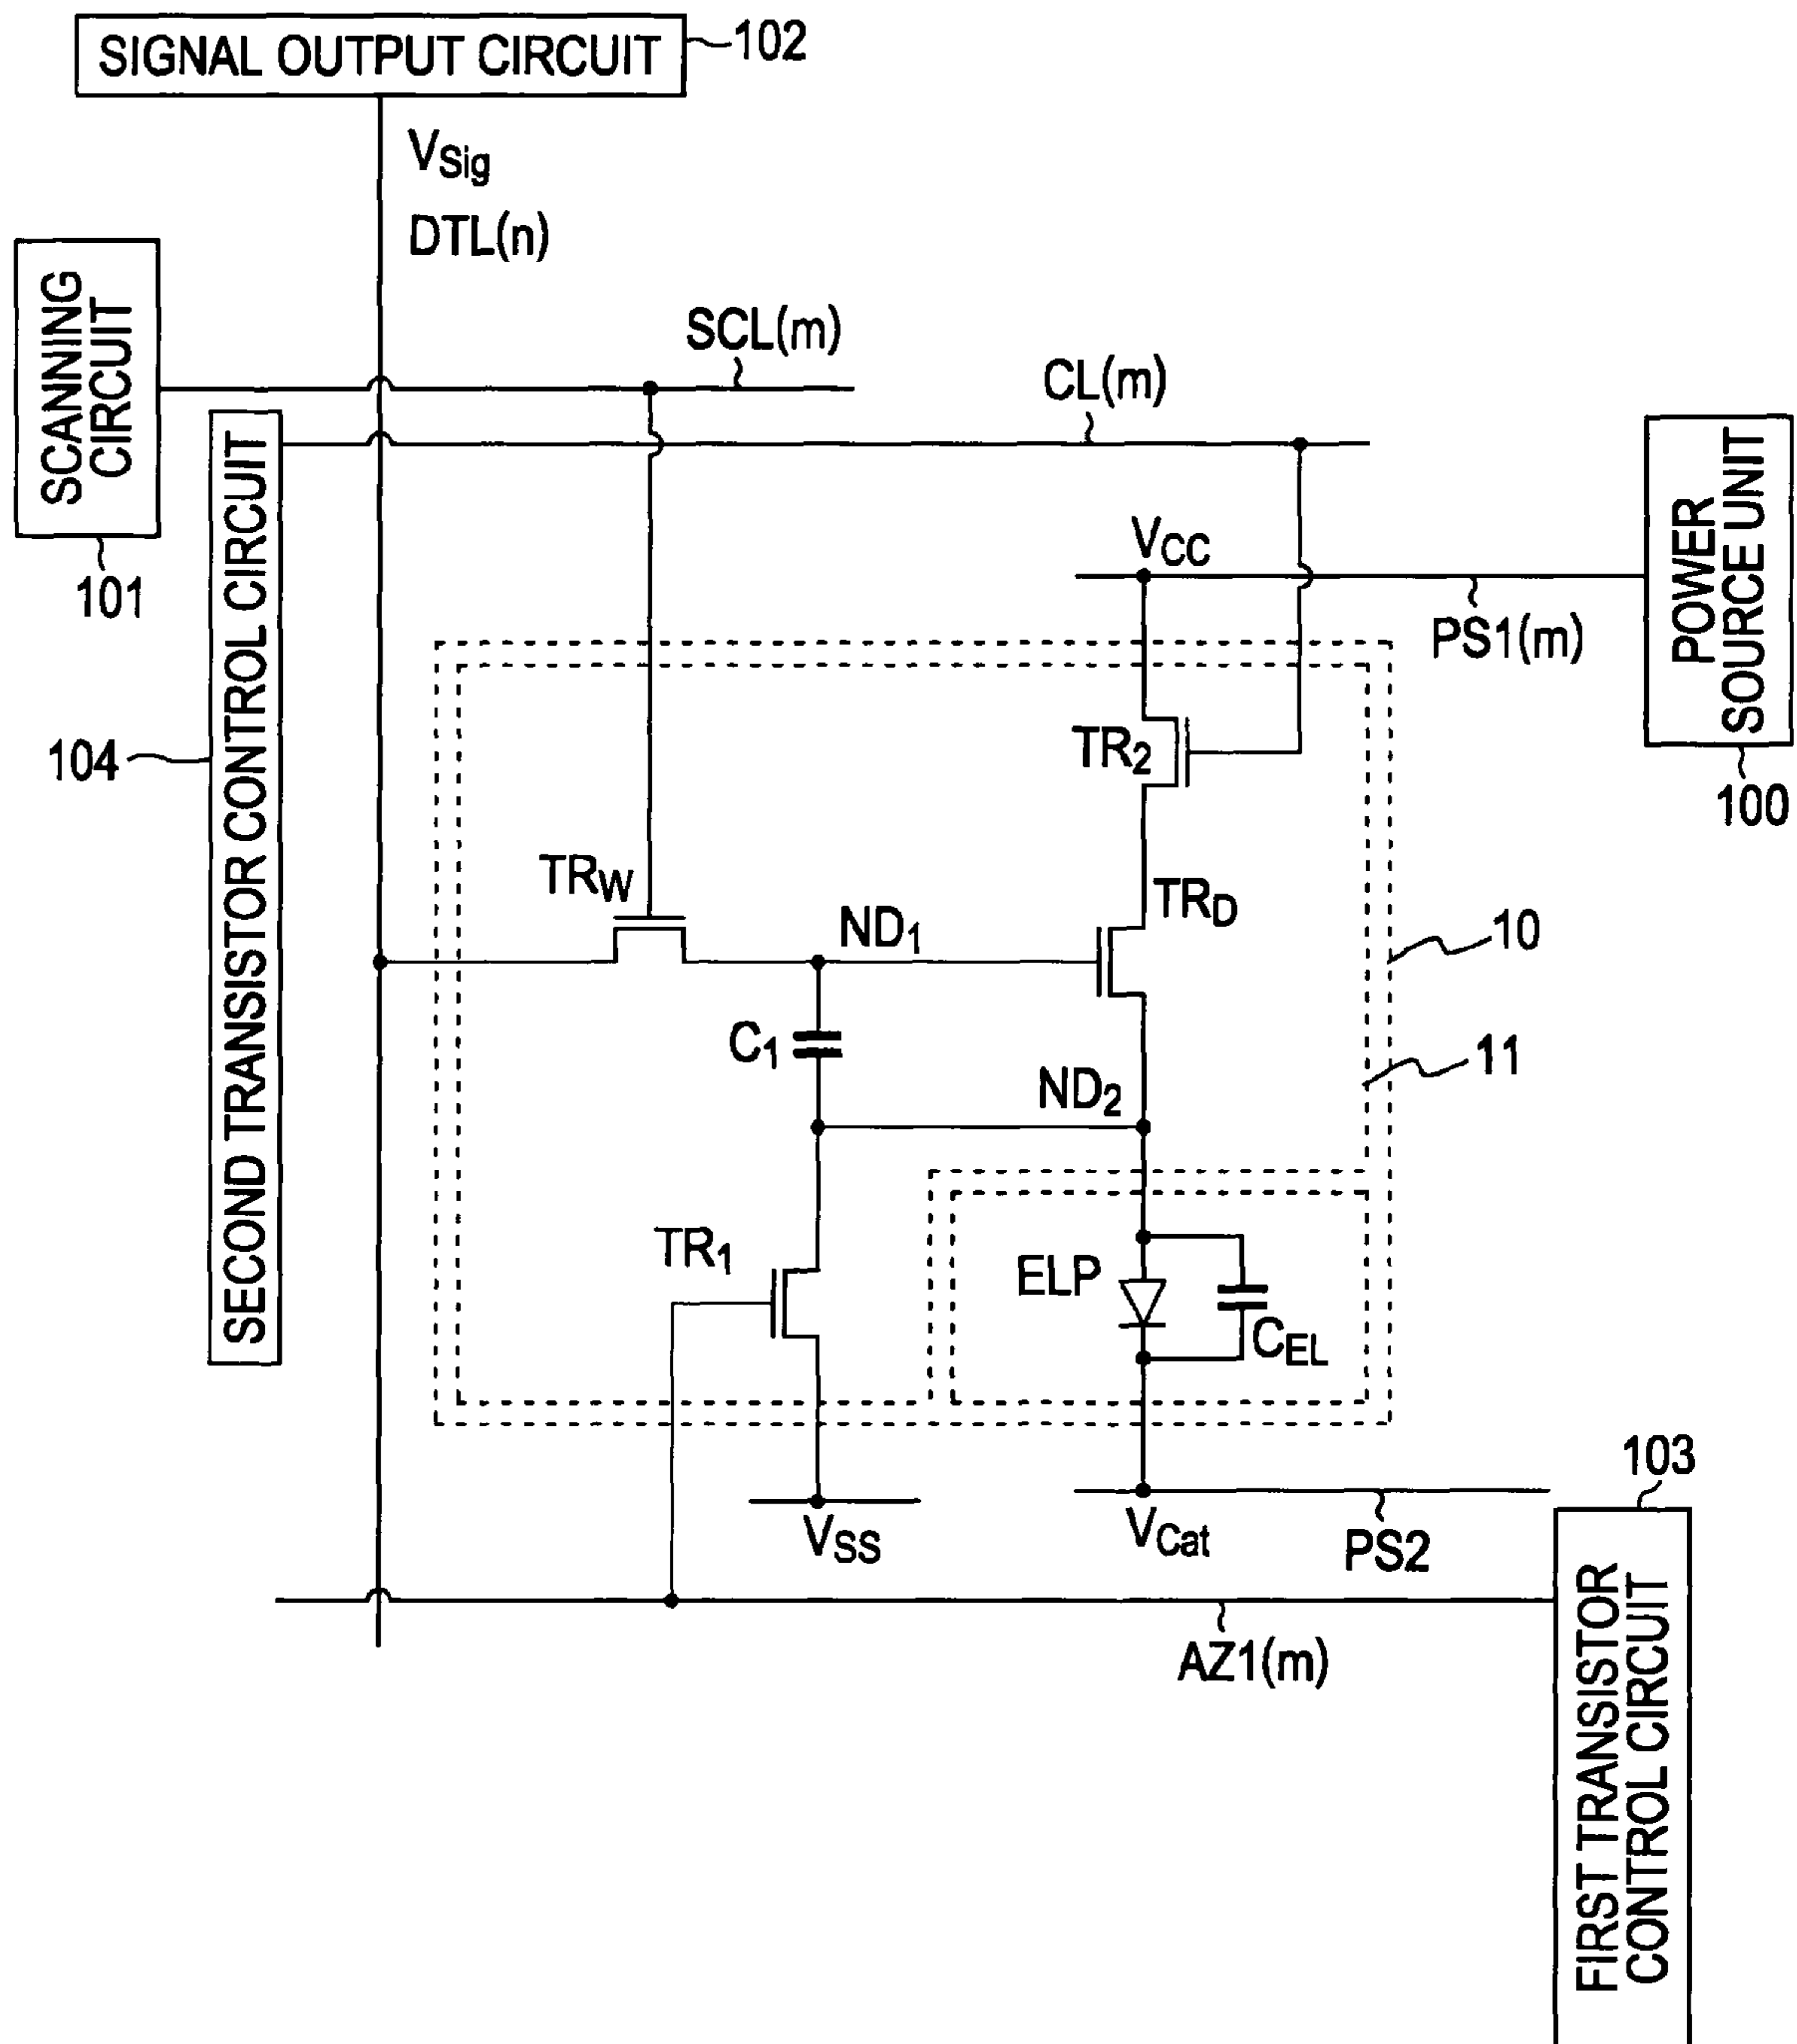 SIGNAL OUTPUT CIRCUIT
102
VSig
DTL(n)
SCANNING
CIRCUIT
101
SCL(m)
CL(m)
SECOND TRANSISTOR CONTROL CIRCUIT
104
VCC
PS1(m)
POWER
SOURCE UNIT
100
TR2
TRW
ND1
TRD
10
C1
11
ND2
TR1
ELP
CEL
VSS
VCat
PS2
103
AZ1(m)
FIRST TRANSISTOR
CONTROL CIRCUIT